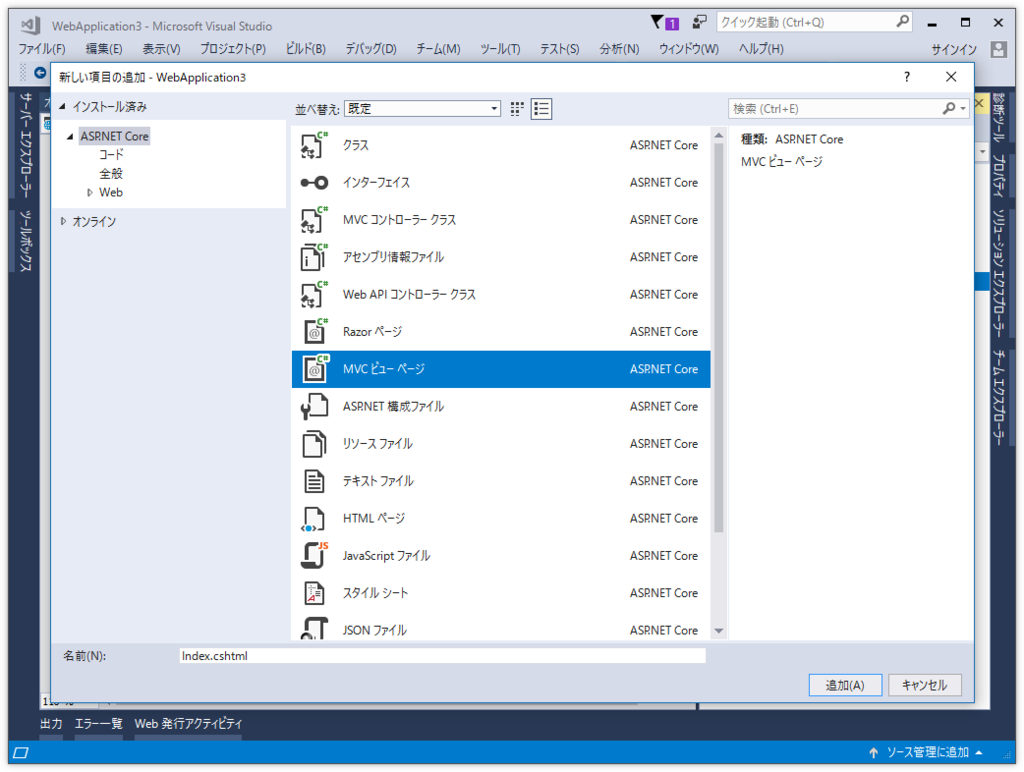 WebApplication3 - Microsoft Visual Studio
1
クイック起動 (Ctrl+Q)
ファイル(F) 編集(E) 表示(V) プロジェクト(P) ビルド(B) デバッグ(D) チーム(M) ツール(T) テスト(S) 分析(N) ウィンドウ(W) ヘルプ(H) サインイン
新しい項目の追加 - WebApplication3
サーバー エクスプローラー
ツールボックス
インストール済み
ASP.NET Core
コード
全般
Web
オンライン
並べ替え: 既定
検索 (Ctrl+E)
クラス ASP.NET Core
インターフェイス ASP.NET Core
MVC コントローラー クラス ASP.NET Core
アセンブリ情報ファイル ASP.NET Core
Web API コントローラー クラス ASP.NET Core
Razor ページ ASP.NET Core
MVC ビュー ページ ASP.NET Core
ASP.NET 構成ファイル ASP.NET Core
リソース ファイル ASP.NET Core
テキスト ファイル ASP.NET Core
HTML ページ ASP.NET Core
JavaScript ファイル ASP.NET Core
スタイル シート ASP.NET Core
JSON ファイル ASP.NET Core
種類: ASP.NET Core
MVC ビュー ページ
診断ツール
プロパティ
ソリューション エクスプローラー
チーム エクスプローラー
名前(N): Index.cshtml
追加(A) キャンセル
出力 エラー一覧 Web 発行アクティビティ
ソース管理に追加